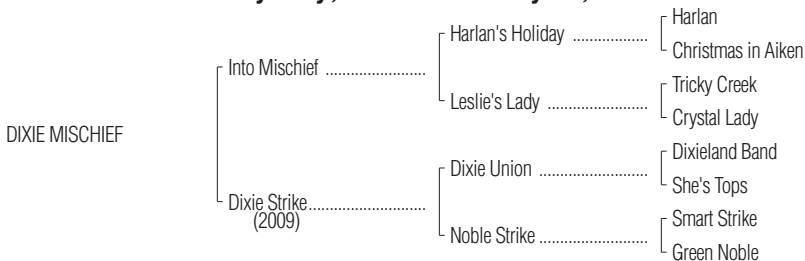 Harlan
Harlan's Holiday ..................
Christmas in Aiken
Into Mischief ........................
Tricky Creek
Leslie's Lady ........................
Crystal Lady
DIXIE MISCHIEF
Dixieland Band
Dixie Union ..........................
She's Tops
Dixie Strike............................
(2009)
Smart Strike
Noble Strike ..........................
Green Noble